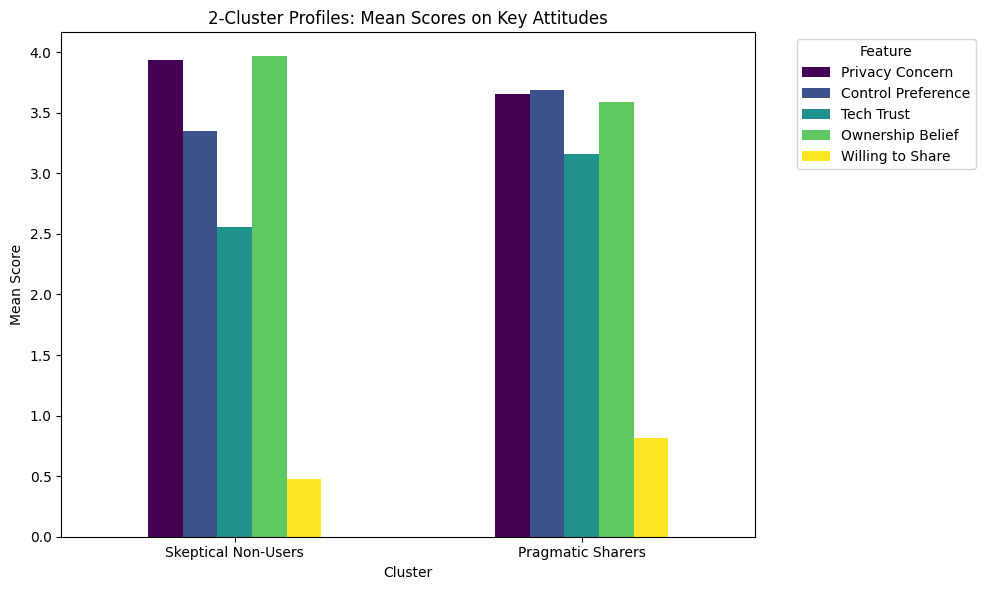 2-Cluster Profiles: Mean Scores on Key Attitudes
Feature
Privacy Concern
Control Preference
Tech Trust
Ownership Belief
Willing to Share
Mean Score
4.0
3.5
3.0
2.5
2.0
1.5
1.0
0.5
0.0
Skeptical Non-Users
Pragmatic Sharers
Cluster